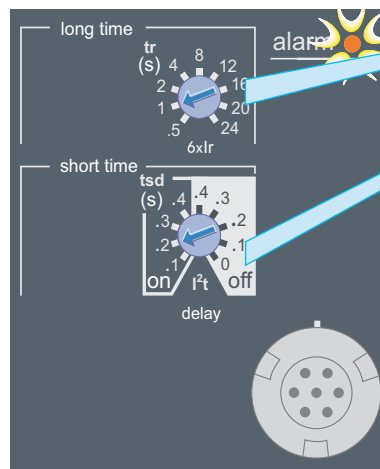 long time
alarm
tr
(s)
.5
1
2
4
8
12
16
20
24
6xIr
short time
tsd
(s)
.1
.2
.3
.4
.4
.3
.2
.1
0
on
I²t
off
delay